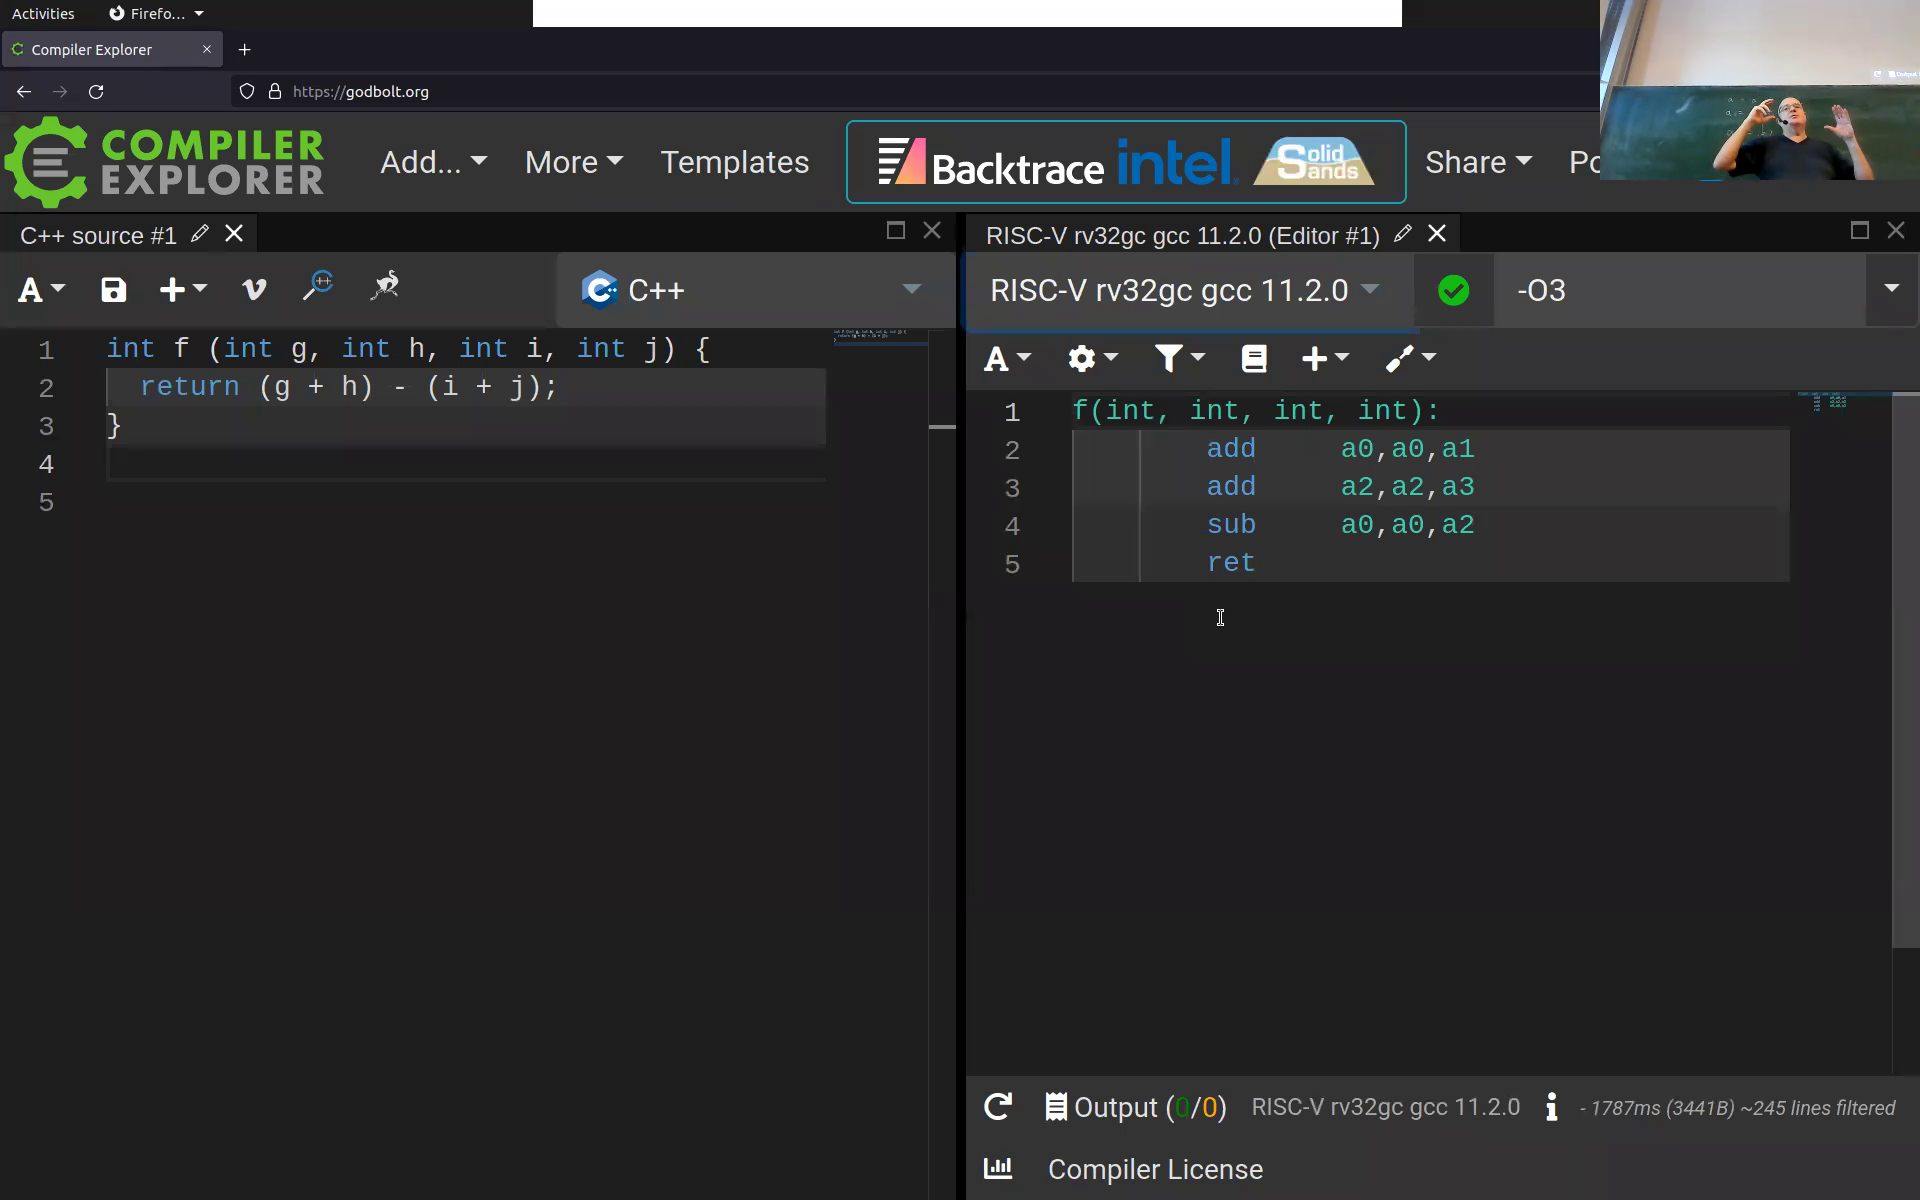 Activities Firefo...
Compiler Explorer
https://godbolt.org
COMPILER EXPLORER
Add... More Templates
Backtrace intel. Solid Sands
Share
C++ source #1
RISC-V rv32gc gcc 11.2.0 (Editor #1)
A C++
RISC-V rv32gc gcc 11.2.0 -O3
A
1 int f (int g, int h, int i, int j) {
2 return (g + h) - (i + j);
3 }
4
5
1 f(int, int, int, int):
2 add a0,a0,a1
3 add a2,a2,a3
4 sub a0,a0,a2
5 ret
Output (0/0) RISC-V rv32gc gcc 11.2.0 i - 1787ms (3441B) ~245 lines filtered
Compiler License